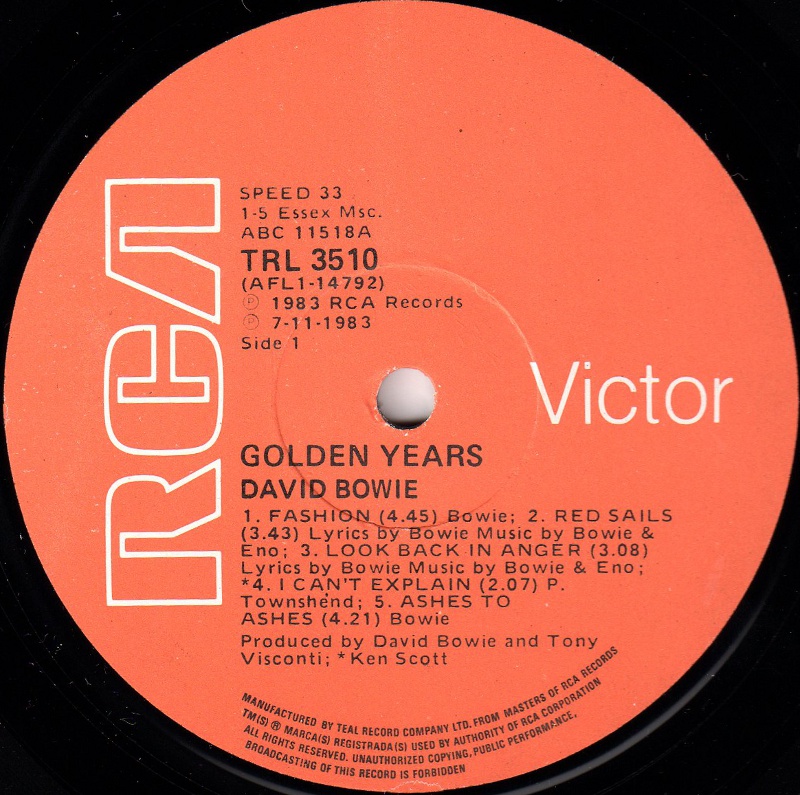 RCA
SPEED 33
1-5 Essex Msc.
ABC 11518A
TRL 3510
(AFL1-14792)
Ⓟ 1983 RCA Records
Ⓟ 7-11-1983
Side 1
Victor
GOLDEN YEARS
DAVID BOWIE
1. FASHION (4.45) Bowie; 2. RED SAILS
(3.43) Lyrics by Bowie Music by Bowie &
Eno; 3. LOOK BACK IN ANGER (3.08)
Lyrics by Bowie Music by Bowie & Eno;
*4. I CAN'T EXPLAIN (2.07) P.
Townshend; 5. ASHES TO
ASHES (4.21) Bowie
Produced by David Bowie and Tony
Visconti; *Ken Scott
MANUFACTURED BY TEAL RECORD COMPANY LTD. FROM MASTERS OF RCA RECORDS
TM(S) ® MARCA(S) REGISTRADA(S) USED BY AUTHORITY OF RCA CORPORATION
ALL RIGHTS RESERVED. UNAUTHORIZED COPYING, PUBLIC PERFORMANCE,
BROADCASTING OF THIS RECORD IS FORBIDDEN